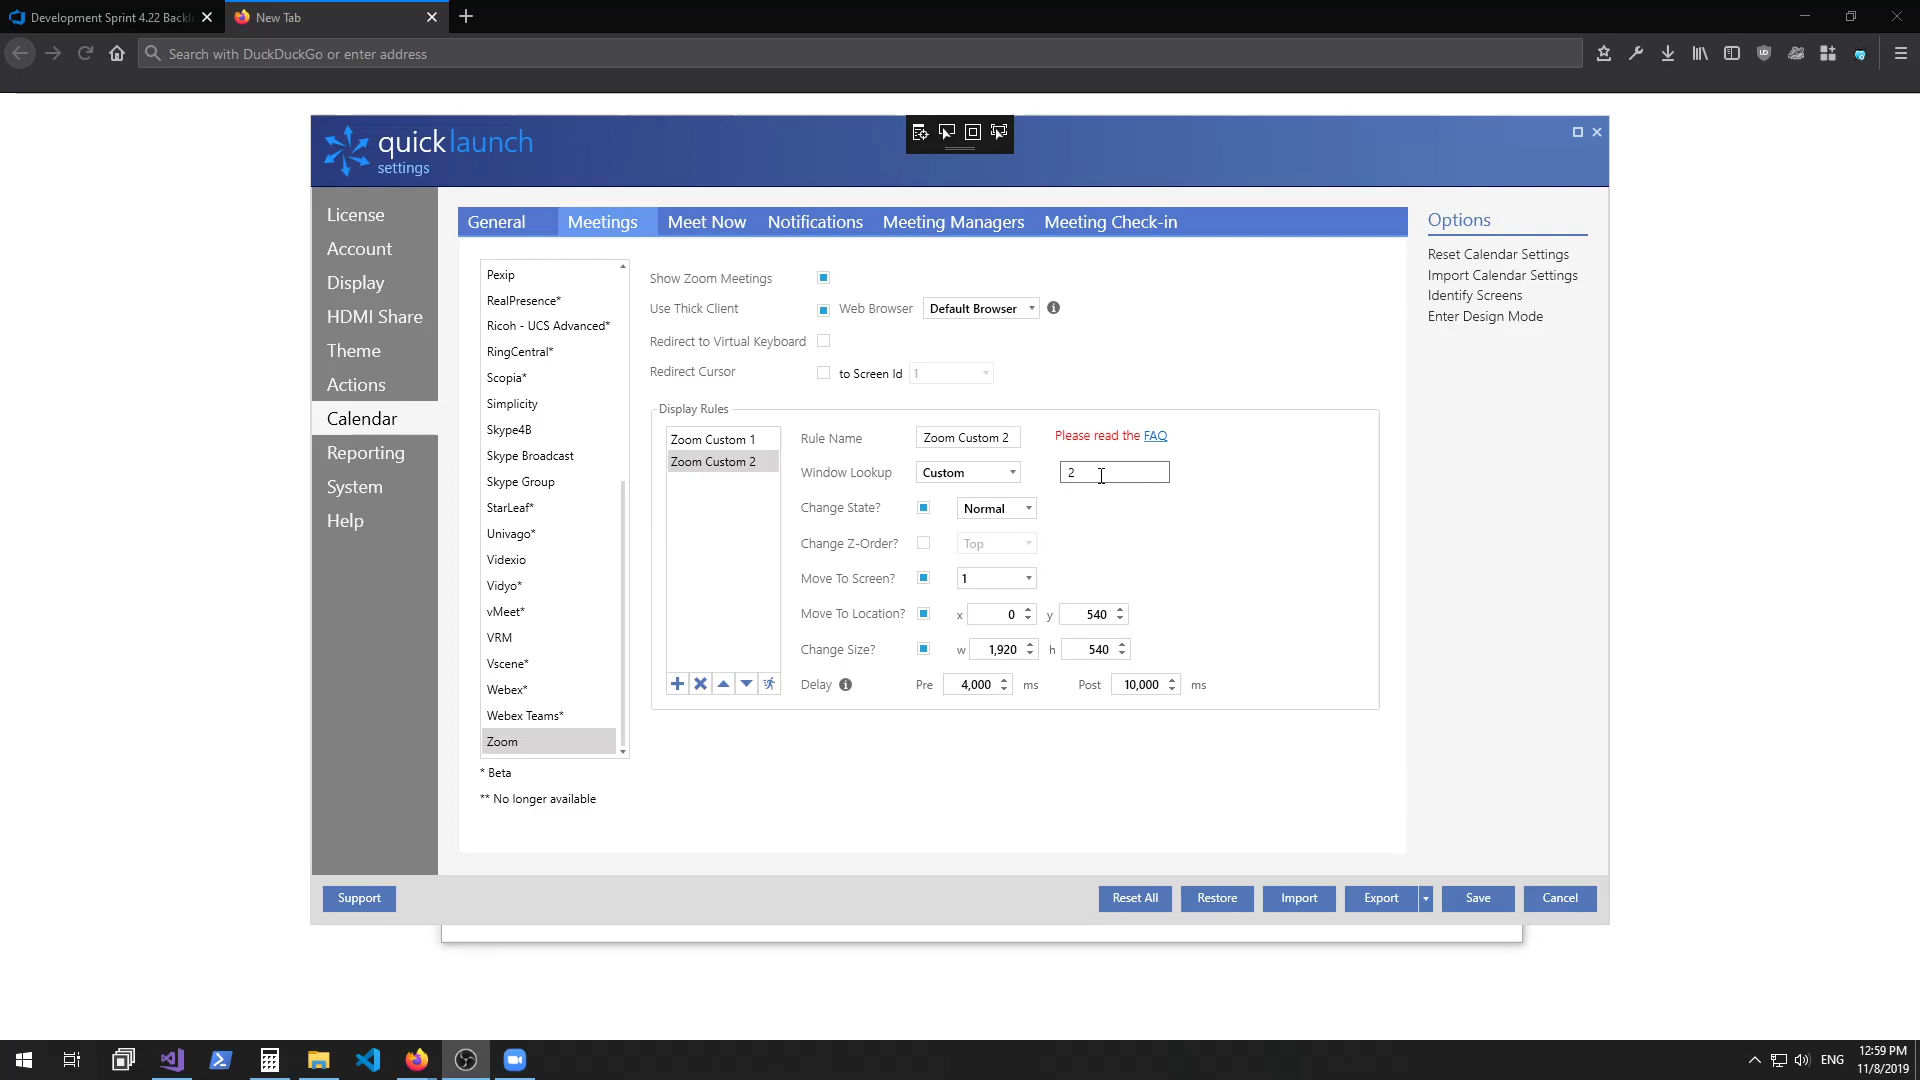 Development Sprint 4.22 Backl
New Tab
Search with DuckDuckGo or enter address
quick launch
settings
License
Account
Display
HDMI Share
Theme
Actions
Calendar
Reporting
System
Help
General
Meetings
Meet Now
Notifications
Meeting Managers
Meeting Check-in
Pexip
RealPresence*
Ricoh - UCS Advanced*
RingCentral*
Scopia*
Simplicity
Skype4B
Skype Broadcast
Skype Group
StarLeaf*
Univago*
Videxio
Vidyo*
vMeet*
VRM
Vscene*
Webex*
Webex Teams*
Zoom
* Beta
** No longer available
Show Zoom Meetings
Use Thick Client
Web Browser
Default Browser
Redirect to Virtual Keyboard
Redirect Cursor
to Screen Id
1
Display Rules
Zoom Custom 1
Zoom Custom 2
Rule Name
Zoom Custom 2
Please read the FAQ
Window Lookup
Custom
2
Change State?
Normal
Change Z-Order?
Top
Move To Screen?
1
Move To Location?
x 0 y 540
Change Size?
w 1,920 h 540
Delay
Pre 4,000 ms
Post 10,000 ms
Options
Reset Calendar Settings
Import Calendar Settings
Identify Screens
Enter Design Mode
Support
Reset All
Restore
Import
Export
Save
Cancel
ENG
12:59 PM
11/8/2019